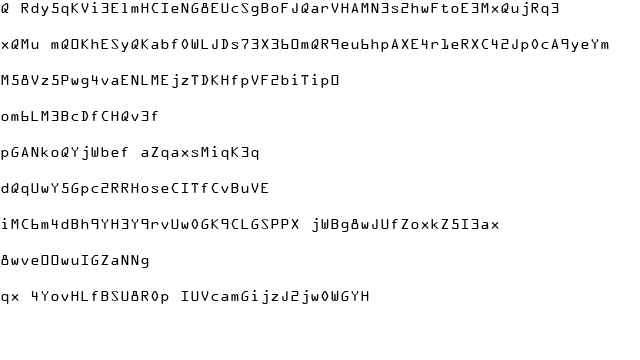 Q Rdy5qKVi3ElmHCIeNG8EUcSgBoFJQarVHAMN3s2hwFtoE3MxQujRq3
xQMu mQOKhESyQKabf0WLJDs73X36OmQR9eu6hpAXE4r1eRXC42Jp0cA9yeYm
M58Vz5Pwg4vaENLMEjzTDKHfpVF2biTipO
om6LM3BcDfCHQv3f
pGANkoQYjWbef aZqaxsMiqK3q
dQqUwY5Gpc2RRHoseCITfCvBuVE
iMC6m4dBh9YH3Y9rvUw0GK9CLGSPPX jWBg8wJUfZoxkZ5I3ax
8wveOOwuIGZaNNg
qx 4YovHLfBSU8R0p IUVcamGijzJ2jw0WGYH